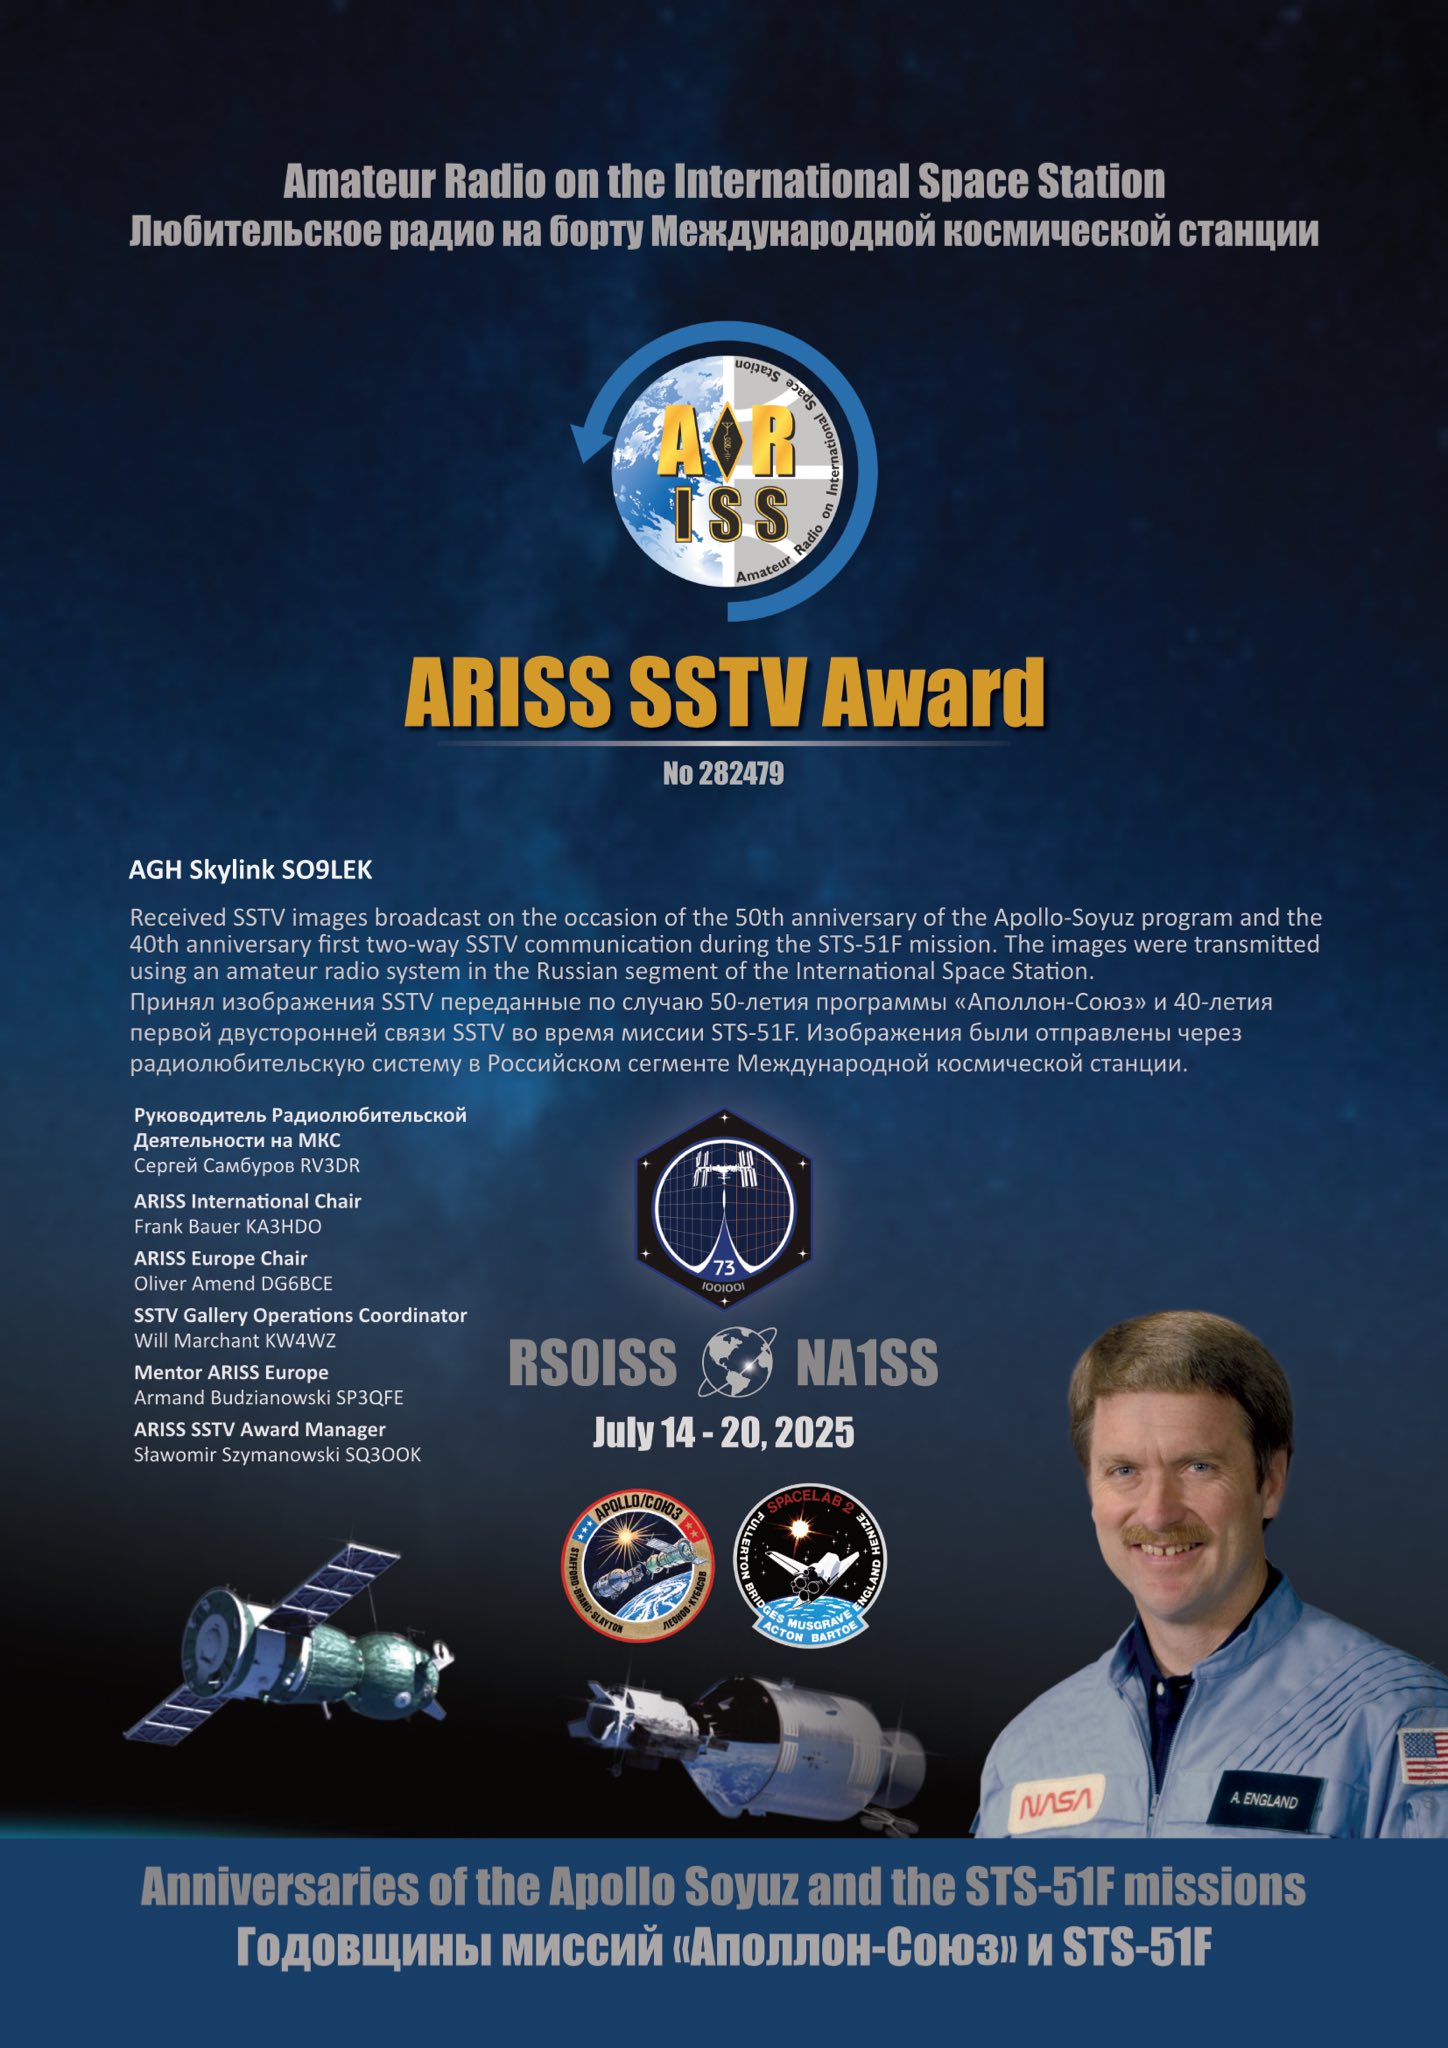 Amateur Radio on the International Space Station
Любительское радио на борту Международной космической станции
A R
ISS
Amateur Radio on International Space Station
ARISS SSTV Award
No 282479
AGH Skylink SO9LEK
Received SSTV images broadcast on the occasion of the 50th anniversary of the Apollo-Soyuz program and the
40th anniversary first two-way SSTV communication during the STS-51F mission. The images were transmitted
using an amateur radio system in the Russian segment of the International Space Station.
Принял изображения SSTV переданные по случаю 50-летия программы «Аполлон-Союз» и 40-летия
первой двусторонней связи SSTV во время миссии STS-51F. Изображения были отправлены через
радиолюбительскую систему в Российском сегменте Международной космической станции.
Руководитель Радиолюбительской
Деятельности на МКС
Сергей Самбуров RV3DR
ARISS International Chair
Frank Bauer KA3HDO
ARISS Europe Chair
Oliver Amend DG6BCE
SSTV Gallery Operations Coordinator
Will Marchant KW4WZ
Mentor ARISS Europe
Armand Budzianowski SP3QFE
ARISS SSTV Award Manager
Sławomir Szymanowski SQ3OOK
73
1001001
RS0ISS NA1SS
July 14 - 20, 2025
APOLLO/СОЮЗ
STAFFORD-BRAND-SLAYTON
ЛЕОНОВ-КУБАСОВ
SPACELAB 2
FULLERTON BRIDGES MUSGRAVE ENGLAND HENIZE
ACTON BARTOE
NASA
A. ENGLAND
Anniversaries of the Apollo Soyuz and the STS-51F missions
Годовщины миссий «Аполлон-Союз» и STS-51F